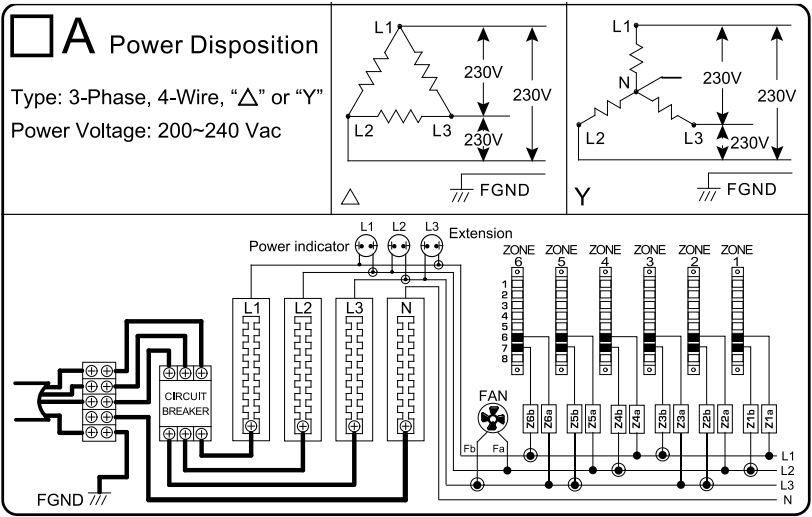 A Power Disposition
Type: 3-Phase, 4-Wire, “△” or “Y”
Power Voltage: 200~240 Vac
L1
230V
230V
L2
L3
230V
FGND
△
L1
N
230V
230V
L2
L3
230V
FGND
Y
L1 L2 L3
Power indicator
Extension
ZONE 6
ZONE 5
ZONE 4
ZONE 3
ZONE 2
ZONE 1
1
2
3
4
5
6
7
8
L1
L2
L3
N
CIRCUIT
BREAKER
FGND
FAN
Fb
Fa
Z6b
Z6a
Z5b
Z5a
Z4b
Z4a
Z3b
Z3a
Z2b
Z2a
Z1b
Z1a
L1
L2
L3
N